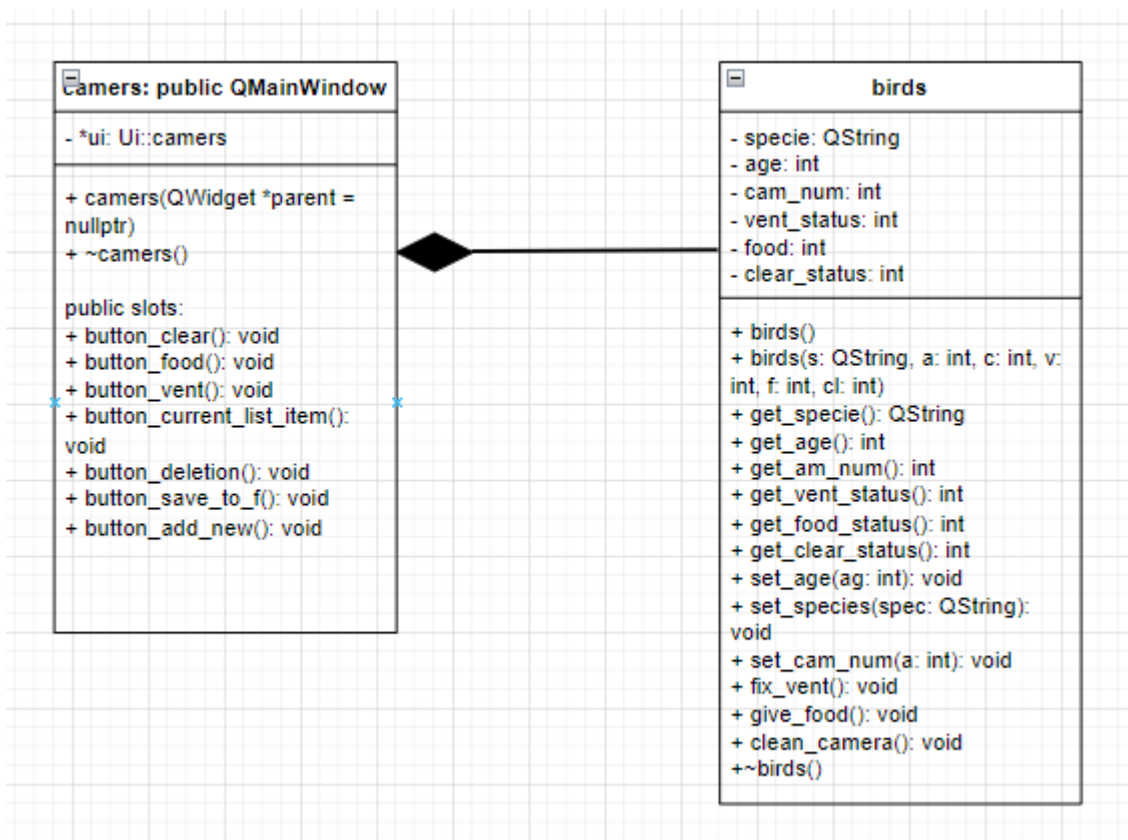 camers: public QMainWindow
- *ui: Ui::camers
+ camers(QWidget *parent =
nullptr)
+ ~camers()
public slots:
+ button_clear(): void
+ button_food(): void
+ button_vent(): void
+ button_current_list_item():
void
+ button_deletion(): void
+ button_save_to_f(): void
+ button_add_new(): void
birds
- specie: QString
- age: int
- cam_num: int
- vent_status: int
- food: int
- clear_status: int
+ birds()
+ birds(s: QString, a: int, c: int, v:
int, f: int, cl: int)
+ get_specie(): QString
+ get_age(): int
+ get_am_num(): int
+ get_vent_status(): int
+ get_food_status(): int
+ get_clear_status(): int
+ set_age(ag: int): void
+ set_species(spec: QString):
void
+ set_cam_num(a: int): void
+ fix_vent(): void
+ give_food(): void
+ clean_camera(): void
+~birds()